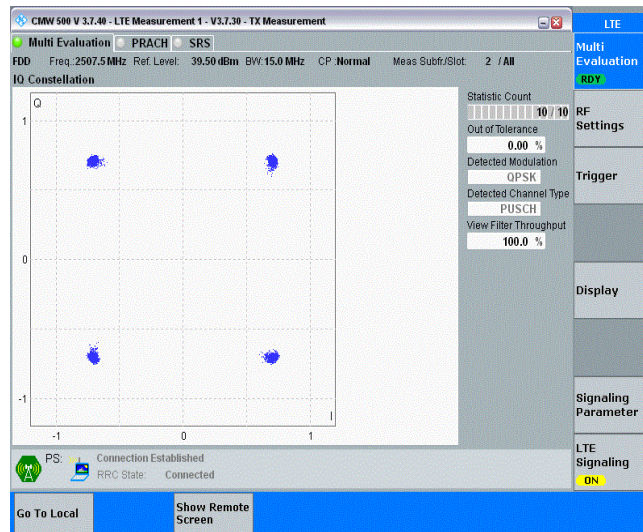 CMW 500 V 3.7.40 - LTE Measurement 1 - V3.7.30 - TX Measurement
LTE
Multi Evaluation PRACH SRS
FDD Freq.:2507.5MHz Ref. Level: 39.50dBm BW:15.0 MHz CP :Normal Meas Subfr./Slot: 2 / All
IQ Constellation
Q
1
0
-1
-1 0 1
I
Statistic Count
10 / 10
Out of Tolerance
0.00 %
Detected Modulation
QPSK
Detected Channel Type
PUSCH
View Filter Throughput
100.0 %
Multi
Evaluation
RDY
RF
Settings
Trigger
Display
Signaling
Parameter
LTE
Signaling
ON
PS: Connection Established
RRC State: Connected
Go To Local
Show Remote
Screen